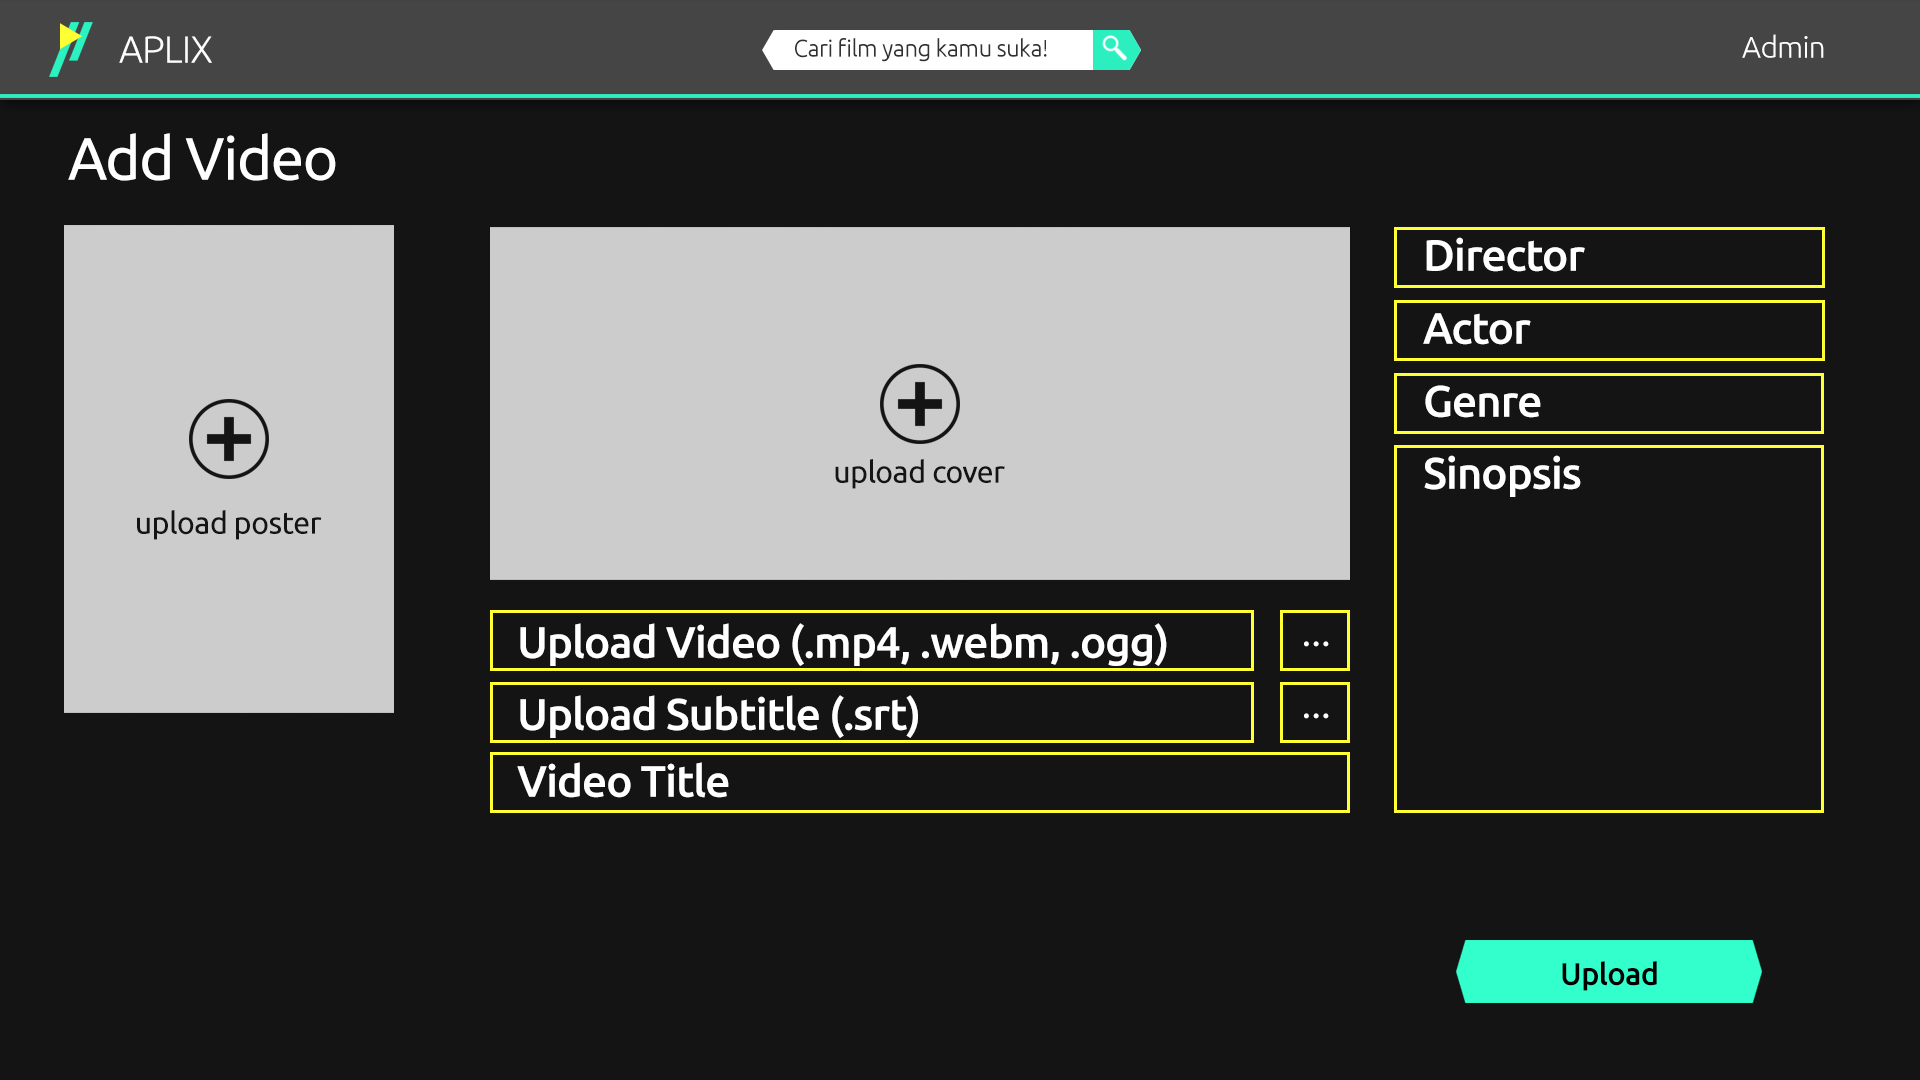 APLIX
Cari film yang kamu suka!
Admin
Add Video
upload poster
upload cover
Upload Video (.mp4, .webm, .ogg)
...
Upload Subtitle (.srt)
...
Video Title
Director
Actor
Genre
Sinopsis
Upload